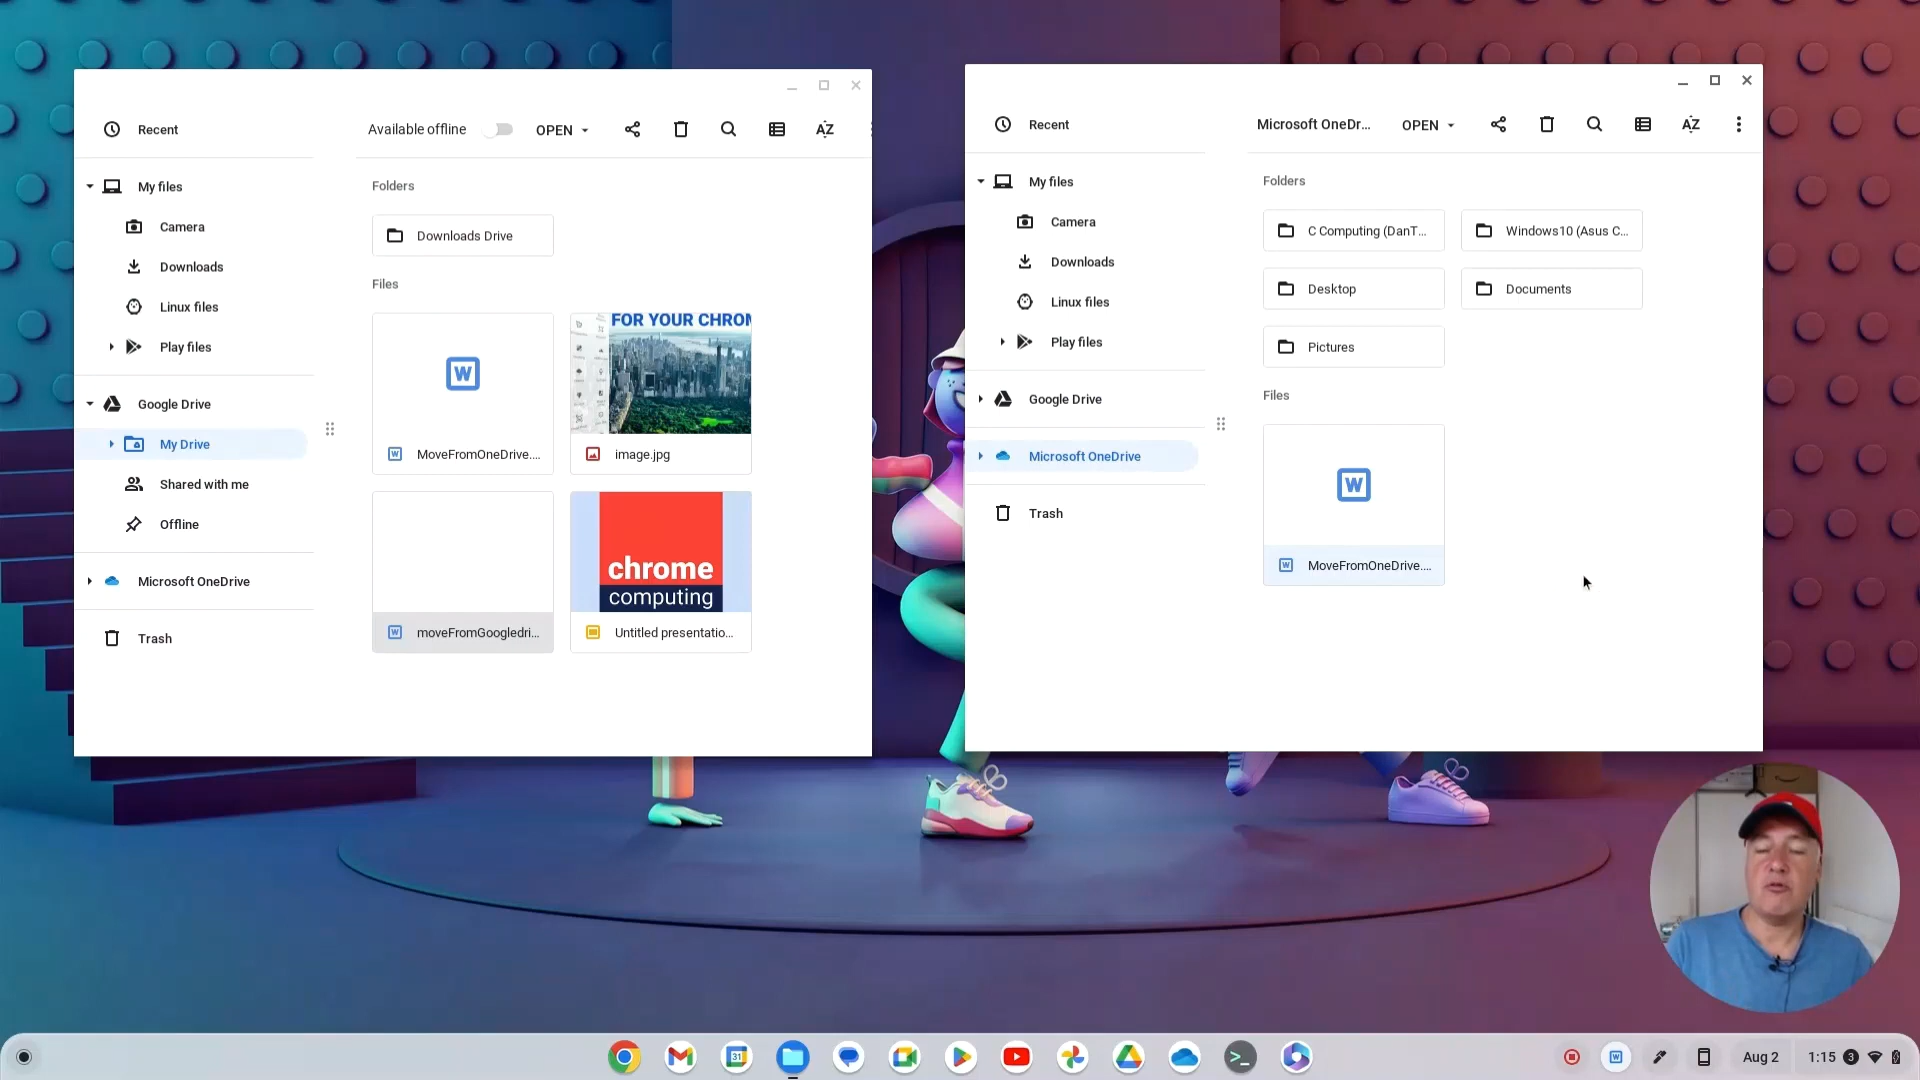 Recent
Available offline
OPEN
AZ
My files
Camera
Downloads
Linux files
Play files
Google Drive
My Drive
Shared with me
Offline
Microsoft OneDrive
Trash
Folders
Downloads Drive
Files
W
MoveFromOneDrive....
FOR YOUR CHROM
image.jpg
moveFromGoogledri...
chrome
computing
Untitled presentatio...
Recent
Microsoft OneDr...
OPEN
AZ
My files
Camera
Downloads
Linux files
Play files
Google Drive
Microsoft OneDrive
Trash
Folders
C Computing (DanT...
Windows10 (Asus C...
Desktop
Documents
Pictures
Files
W
MoveFromOneDrive....
31
Aug 2
1:15
3